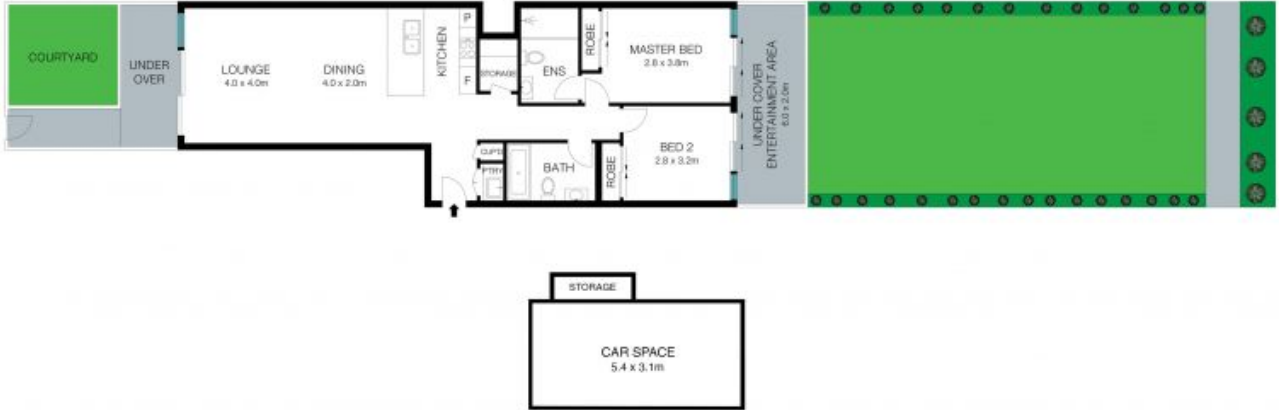 COURTYARD
UNDER
OVER
LOUNGE
4.0 x 4.0m
DINING
4.0 x 2.0m
KITCHEN
P
F
STORAGE
ENS
ROBE
MASTER BED
2.8 x 3.8m
UNDER COVER
ENTERTAINMENT AREA
6.0 x 2.0m
CUPD
PTRY
BATH
ROBE
BED 2
2.8 x 3.2m
STORAGE
CAR SPACE
5.4 x 3.1m